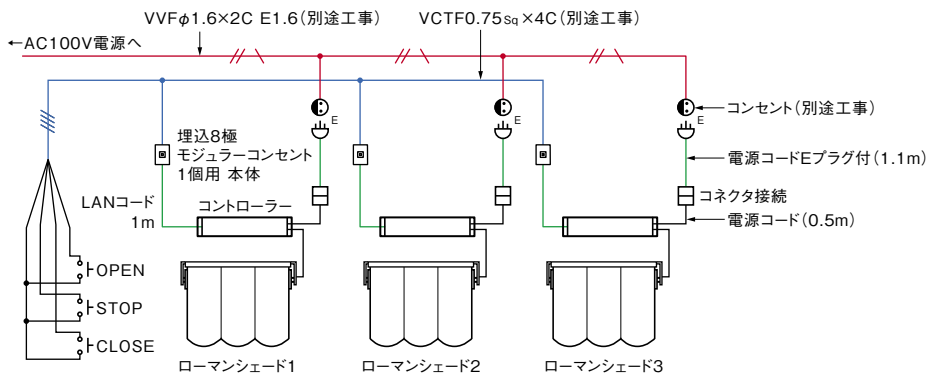 VVFφ1.6×2C E1.6(別途工事)
VCTF0.75Sq×4C(別途工事)
←AC100V電源へ
E
E
E
コンセント(別途工事)
埋込8極
モジュラーコンセント
1個用 本体
電源コードEプラグ付(1.1m)
LANコード
1m
コントローラー
コネクタ接続
電源コード(0.5m)
OPEN
STOP
CLOSE
ローマンシェード1
ローマンシェード2
ローマンシェード3